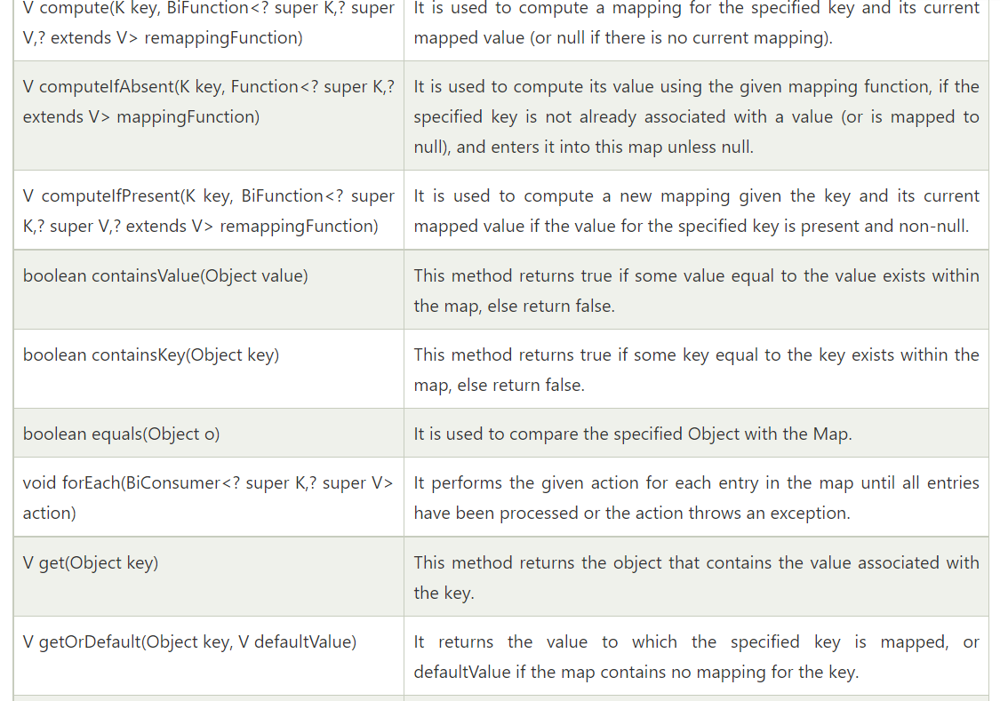 V compute(K key, BiFunction<? super K,? super
V,? extends V> remappingFunction)
It is used to compute a mapping for the specified key and its current
mapped value (or null if there is no current mapping).
V computeIfAbsent(K key, Function<? super K,?
extends V> mappingFunction)
It is used to compute its value using the given mapping function, if the
specified key is not already associated with a value (or is mapped to
null), and enters it into this map unless null.
V computeIfPresent(K key, BiFunction<? super
K,? super V,? extends V> remappingFunction)
It is used to compute a new mapping given the key and its current
mapped value if the value for the specified key is present and non-null.
boolean containsValue(Object value)
This method returns true if some value equal to the value exists within
the map, else return false.
boolean containsKey(Object key)
This method returns true if some key equal to the key exists within the
map, else return false.
boolean equals(Object o)
It is used to compare the specified Object with the Map.
void forEach(BiConsumer<? super K,? super V>
action)
It performs the given action for each entry in the map until all entries
have been processed or the action throws an exception.
V get(Object key)
This method returns the object that contains the value associated with
the key.
V getOrDefault(Object key, V defaultValue)
It returns the value to which the specified key is mapped, or
defaultValue if the map contains no mapping for the key.